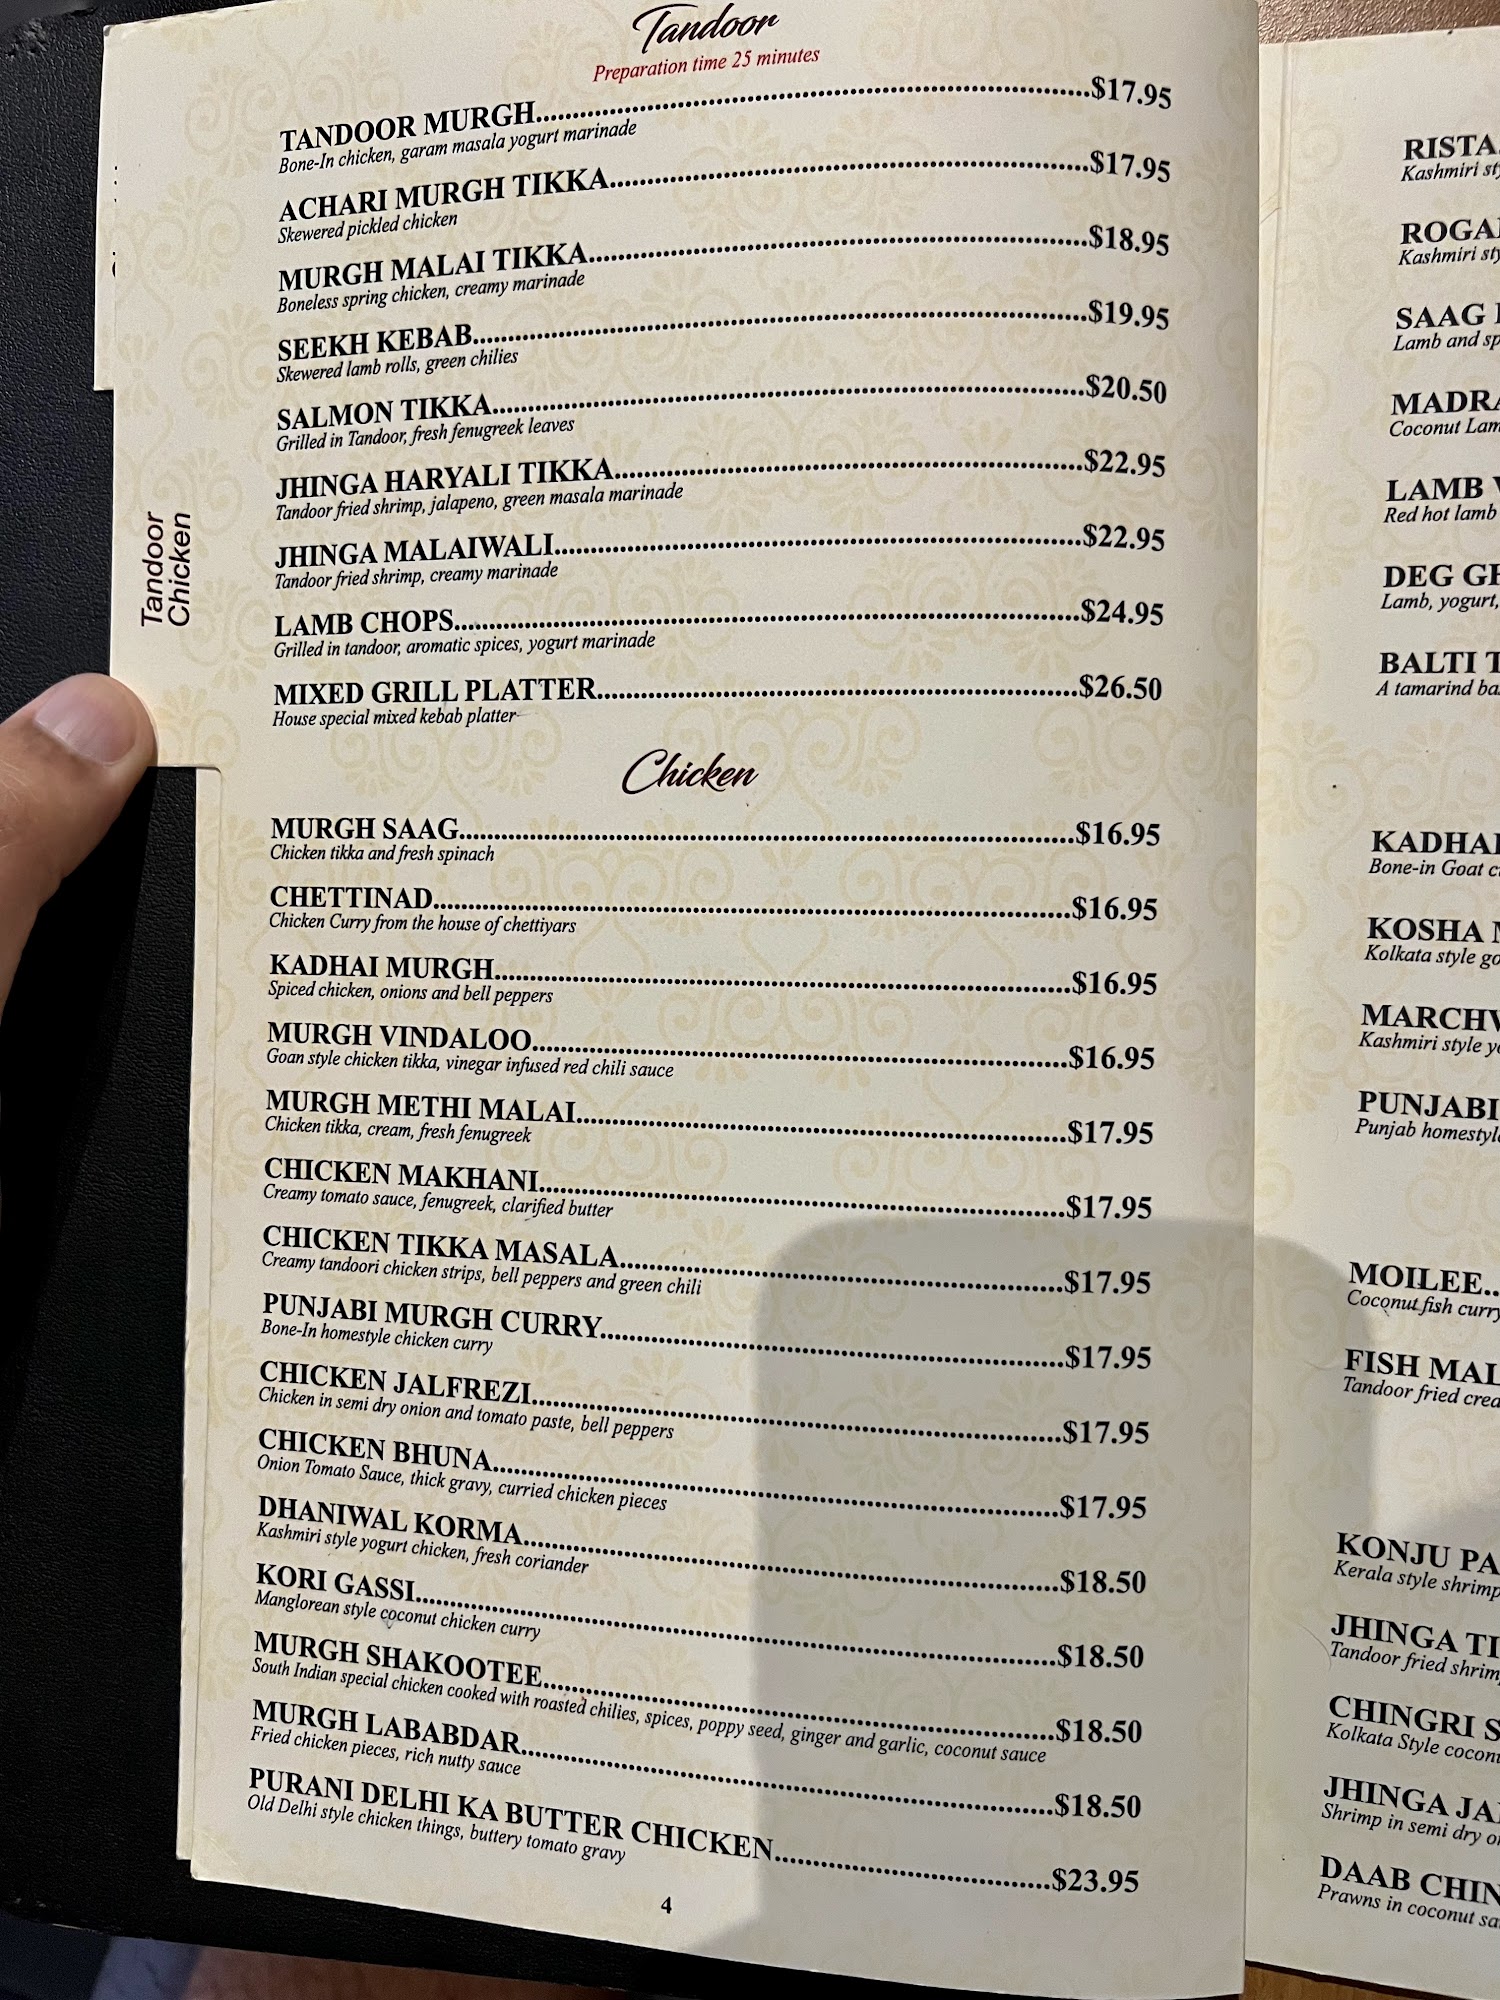 Tandoor
Preparation time 25 minutes
TANDOOR MURGH...$17.95
Bone-In chicken, garam masala yogurt marinade
ACHARI MURGH TIKKA...$17.95
Skewered pickled chicken
MURGH MALAI TIKKA...$18.95
Boneless spring chicken, creamy marinade
SEEKH KEBAB...$19.95
Skewered lamb rolls, green chilies
SALMON TIKKA...$20.50
Grilled in Tandoor, fresh fenugreek leaves
JHINGA HARYALI TIKKA...$22.95
Tandoor fried shrimp, jalapeno, green masala marinade
JHINGA MALAIWALI...$22.95
Tandoor fried shrimp, creamy marinade
LAMB CHOPS...$24.95
Grilled in tandoor, aromatic spices, yogurt marinade
MIXED GRILL PLATTER...$26.50
House special mixed kebab platter
Tandoor
Chicken
Chicken
MURGH SAAG...$16.95
Chicken tikka and fresh spinach
CHETTINAD...$16.95
Chicken Curry from the house of chettiyars
KADHAI MURGH...$16.95
Spiced chicken, onions and bell peppers
MURGH VINDALOO...$16.95
Goan style chicken tikka, vinegar infused red chili sauce
MURGH METHI MALAI...$17.95
Chicken tikka, cream, fresh fenugreek
CHICKEN MAKHANI...$17.95
Creamy tomato sauce, fenugreek, clarified butter
CHICKEN TIKKA MASALA...$17.95
Creamy tandoori chicken strips, bell peppers and green chili
PUNJABI MURGH CURRY...$17.95
Bone-In homestyle chicken curry
CHICKEN JALFREZI...$17.95
Chicken in semi dry onion and tomato paste, bell peppers
CHICKEN BHUNA...$17.95
Onion Tomato Sauce, thick gravy, curried chicken pieces
DHANIWAL KORMA...$18.50
Kashmiri style yogurt chicken, fresh coriander
KORI GASSI...$18.50
Manglorean style coconut chicken curry
MURGH SHAKOOTEE...$18.50
South Indian special chicken cooked with roasted chilies, spices, poppy seed, ginger and garlic, coconut sauce
MURGH LABABDAR...$18.50
Fried chicken pieces, rich nutty sauce
PURANI DELHI KA BUTTER CHICKEN...$23.95
Old Delhi style chicken things, buttery tomato gravy
4
RISTA
Kashmiri
Kashmiri
SAAG
Lamb and
Coconut
LAMB
Red hot lamb
DEG
Lamb, yogurt,
BALTI
A tamarind
KADHAI
Bone-in Goat
KOSHA
Kolkata style
Kashmiri style
PUNJABI
Punjab
MOILEE..
Coconut fish curry
FISH
Tandoor fried
KONJU
Kerala style shrimp
JHINGA
Tandoor fried
CHINGRI
Kolkata Style
JHINGA
Shrimp in semi dry
DAAB
Prawns in coconut